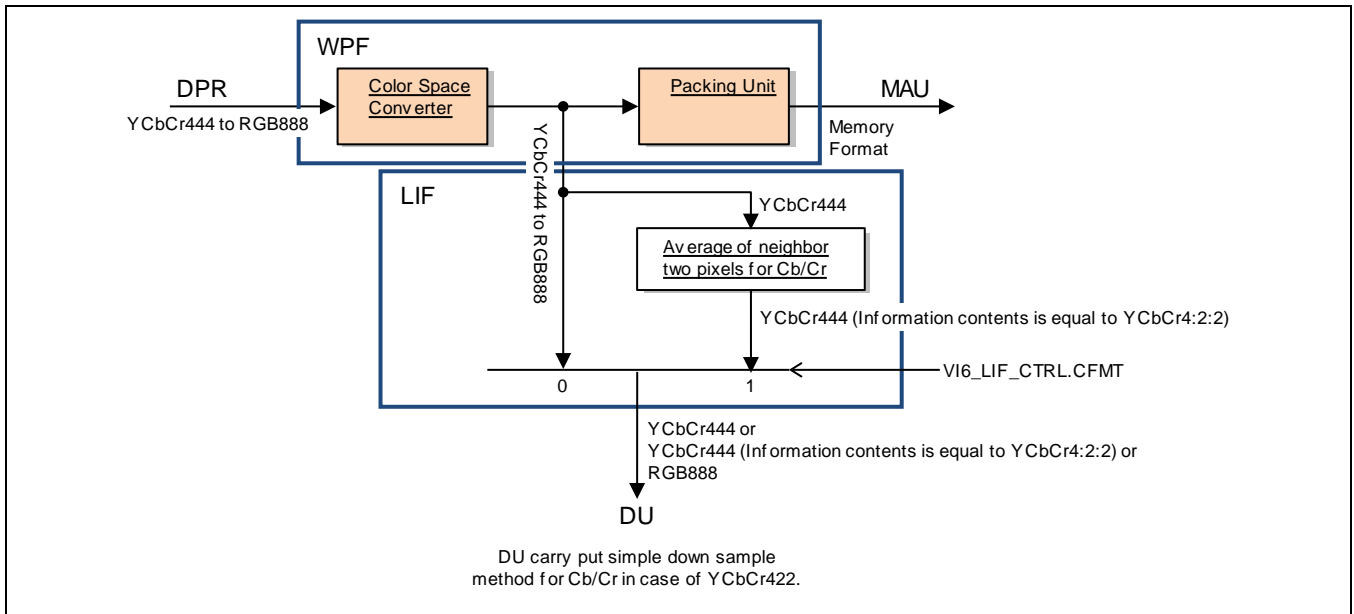 WPF
DPR
YCbCr444 to RGB888
Color Space
Converter
Packing Unit
MAU
Memory
Format
YCbCr444 to RGB888
LIF
YCbCr444
Average of neighbor
two pixels for Cb/Cr
YCbCr444 (Information contents is equal to YCbCr4:2:2)
VI6_LIF_CTRL.CFMT
0
1
YCbCr444 or
YCbCr444 (Information contents is equal to YCbCr4:2:2) or
RGB888
DU
DU carry put simple down sample
method for Cb/Cr in case of YCbCr422.